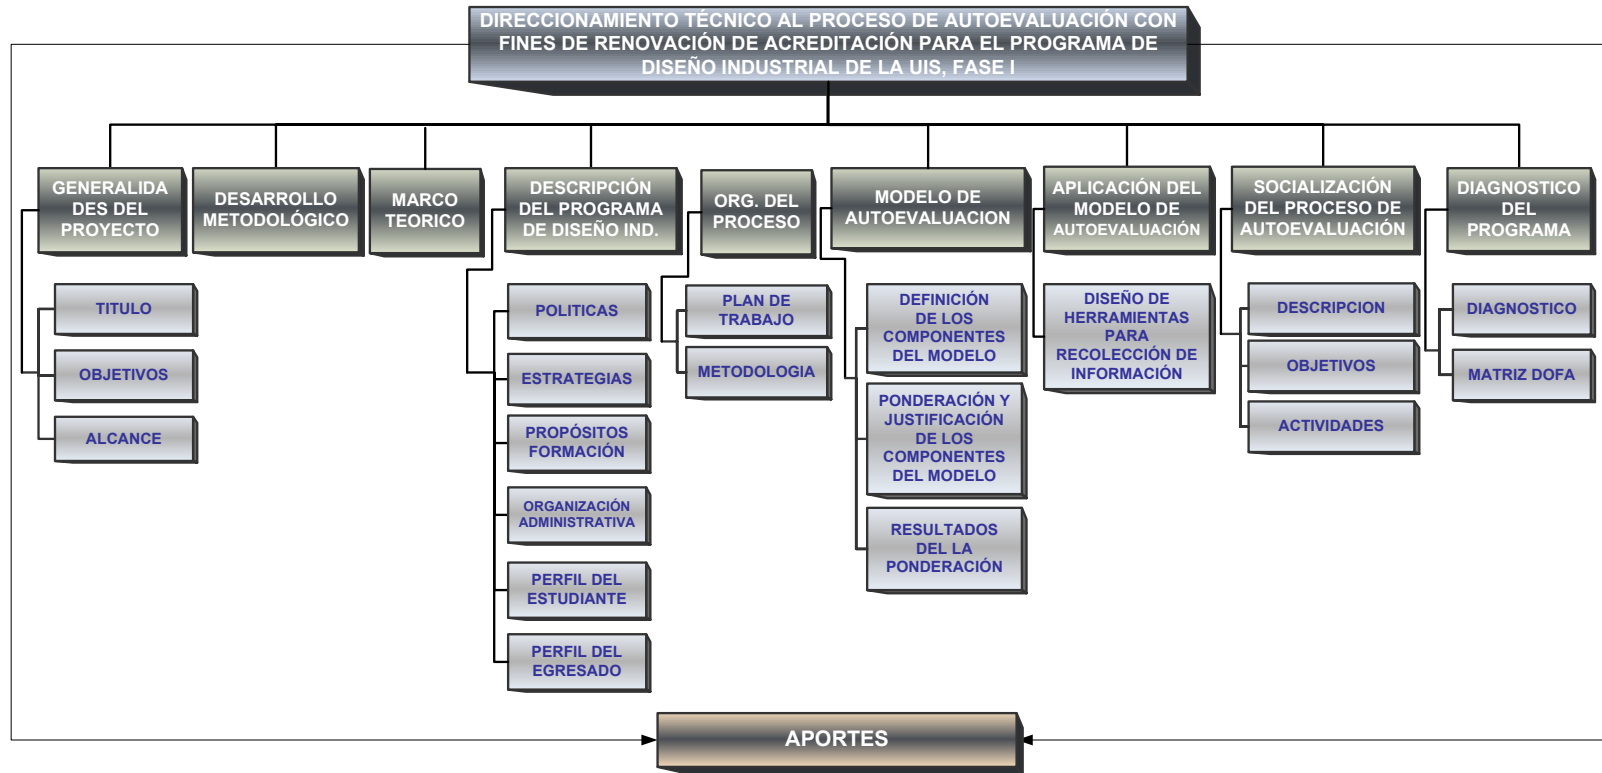 DIRECCIONAMIENTO TÉCNICO AL PROCESO DE AUTOEVALUACIÓN CON
FINES DE RENOVACIÓN DE ACREDITACIÓN PARA EL PROGRAMA DE
DISEÑO INDUSTRIAL DE LA UIS, FASE I
GENERALIDA
DES DEL
PROYECTO
DESARROLLO
METODOLÓGICO
MARCO
TEORICO
DESCRIPCIÓN
DEL PROGRAMA
DE DISEÑO IND.
ORG. DEL
PROCESO
MODELO DE
AUTOEVALUACION
APLICACIÓN DEL
MODELO DE
AUTOEVALUACIÓN
SOCIALIZACIÓN
DEL PROCESO DE
AUTOEVALUACIÓN
DIAGNOSTICO
DEL
PROGRAMA
TITULO
OBJETIVOS
ALCANCE
POLITICAS
ESTRATEGIAS
PROPÓSITOS
FORMACIÓN
ORGANIZACIÓN
ADMINISTRATIVA
PERFIL DEL
ESTUDIANTE
PERFIL DEL
EGRESADO
PLAN DE
TRABAJO
METODOLOGIA
DEFINICIÓN
DE LOS
COMPONENTES
DEL MODELO
PONDERACIÓN Y
JUSTIFICACIÓN
DE LOS
COMPONENTES
DEL MODELO
RESULTADOS
DEL LA
PONDERACIÓN
DISEÑO DE
HERRAMIENTAS
PARA
RECOLECCIÓN DE
INFORMACIÓN
DESCRIPCION
OBJETIVOS
ACTIVIDADES
DIAGNOSTICO
MATRIZ DOFA
APORTES